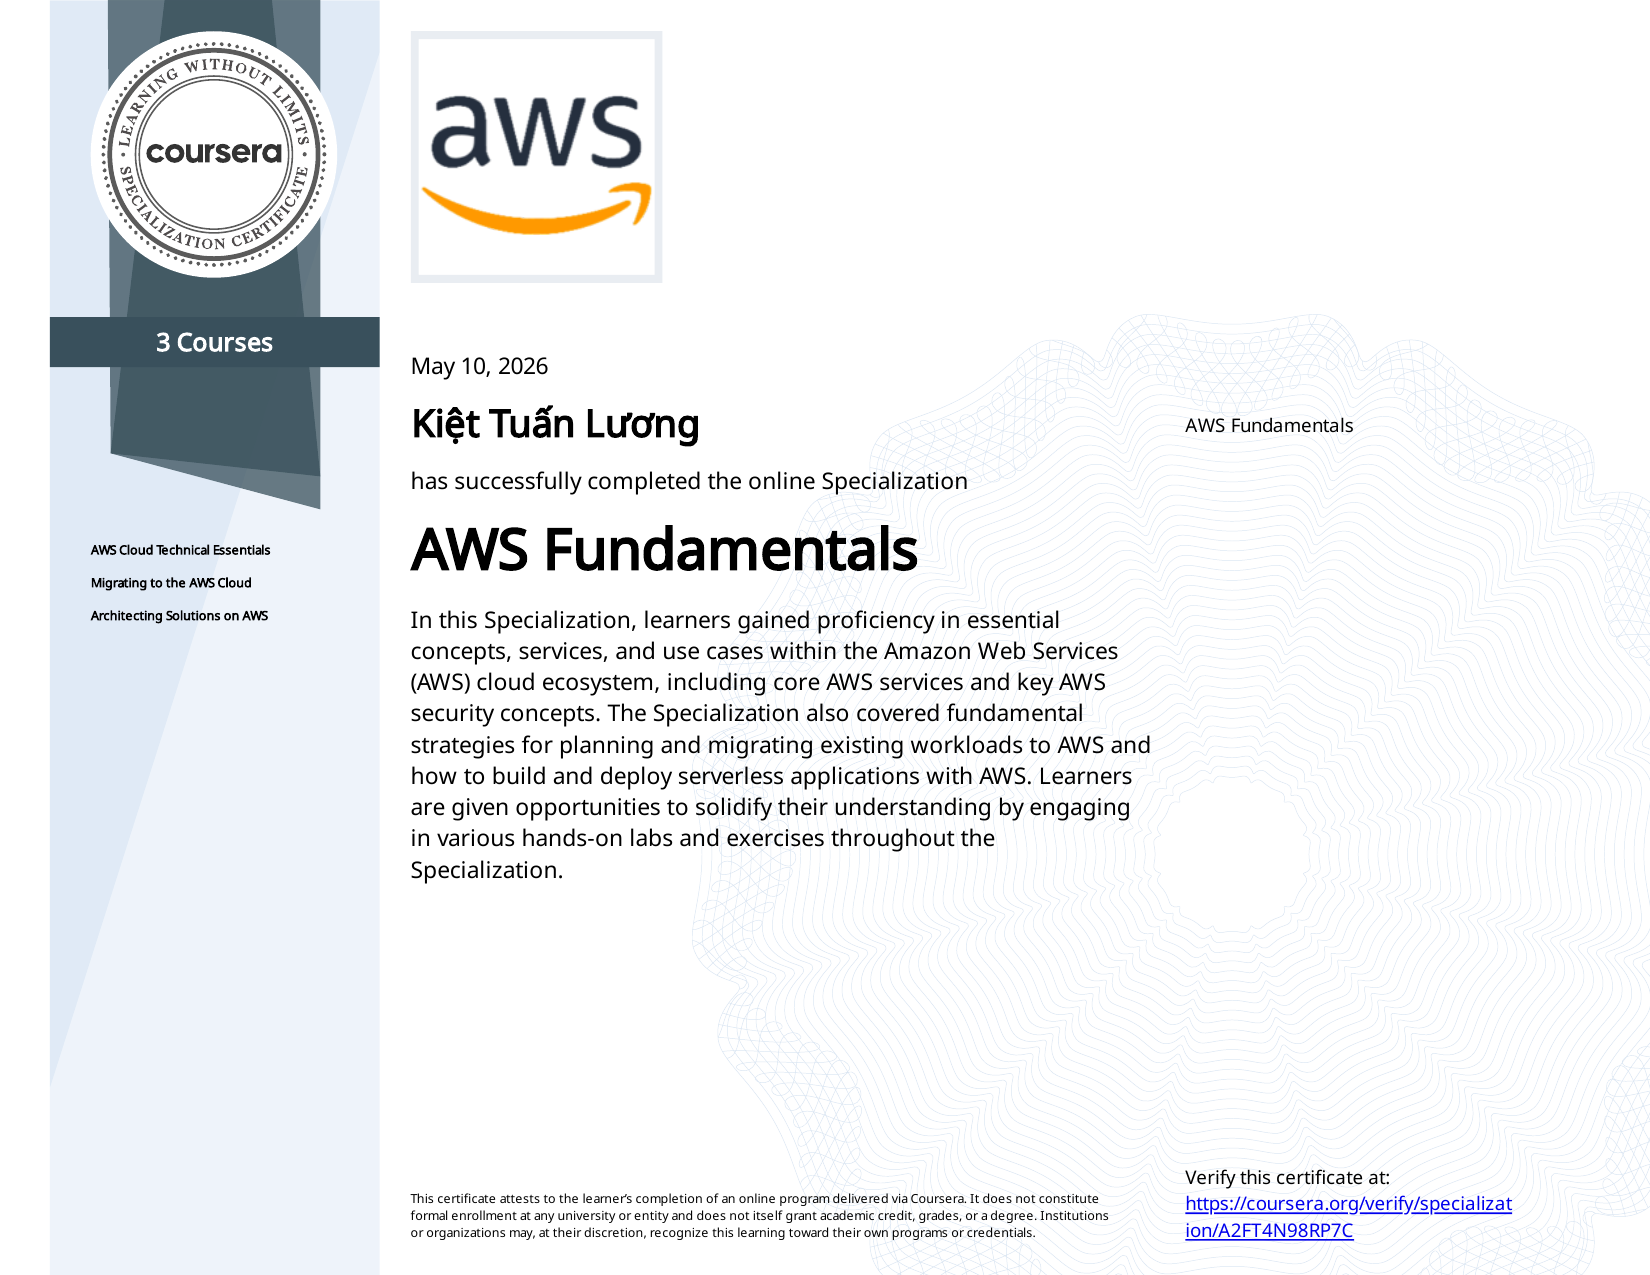 LEARNING WITHOUT LIMITS
coursera
SPECIALIZATION CERTIFICATE
3 Courses
AWS Cloud Technical Essentials
Migrating to the AWS Cloud
Architecting Solutions on AWS
aws
May 10, 2026
Kiệt Tuấn Lương
has successfully completed the online Specialization
AWS Fundamentals
In this Specialization, learners gained proficiency in essential
concepts, services, and use cases within the Amazon Web Services
(AWS) cloud ecosystem, including core AWS services and key AWS
security concepts. The Specialization also covered fundamental
strategies for planning and migrating existing workloads to AWS and
how to build and deploy serverless applications with AWS. Learners
are given opportunities to solidify their understanding by engaging
in various hands-on labs and exercises throughout the
Specialization.
AWS Fundamentals
This certificate attests to the learner’s completion of an online program delivered via Coursera. It does not constitute
formal enrollment at any university or entity and does not itself grant academic credit, grades, or a degree. Institutions
or organizations may, at their discretion, recognize this learning toward their own programs or credentials.
Verify this certificate at:
https://coursera.org/verify/specializat
ion/A2FT4N98RP7C